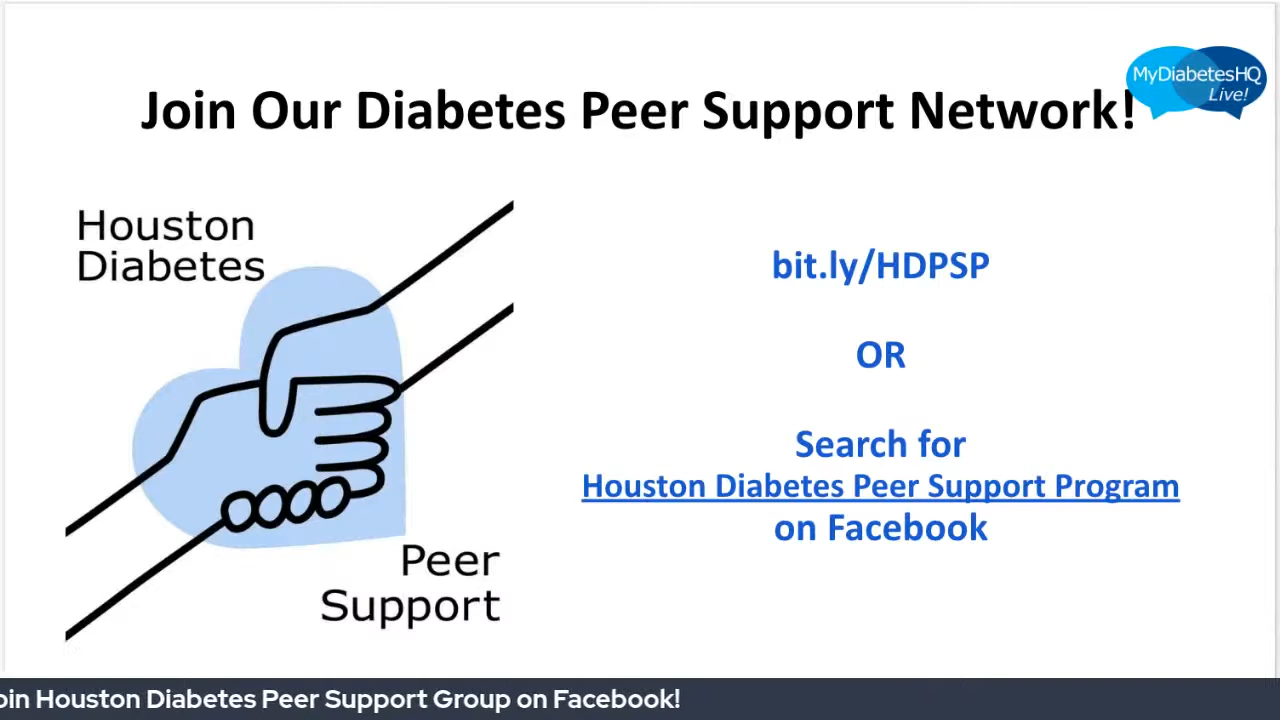 MyDiabetesHQ
Live!
Join Our Diabetes Peer Support Network!
Houston
Diabetes
Peer
Support
bit.ly/HDPSP
OR
Search for
Houston Diabetes Peer Support Program
on Facebook
oin Houston Diabetes Peer Support Group on Facebook!